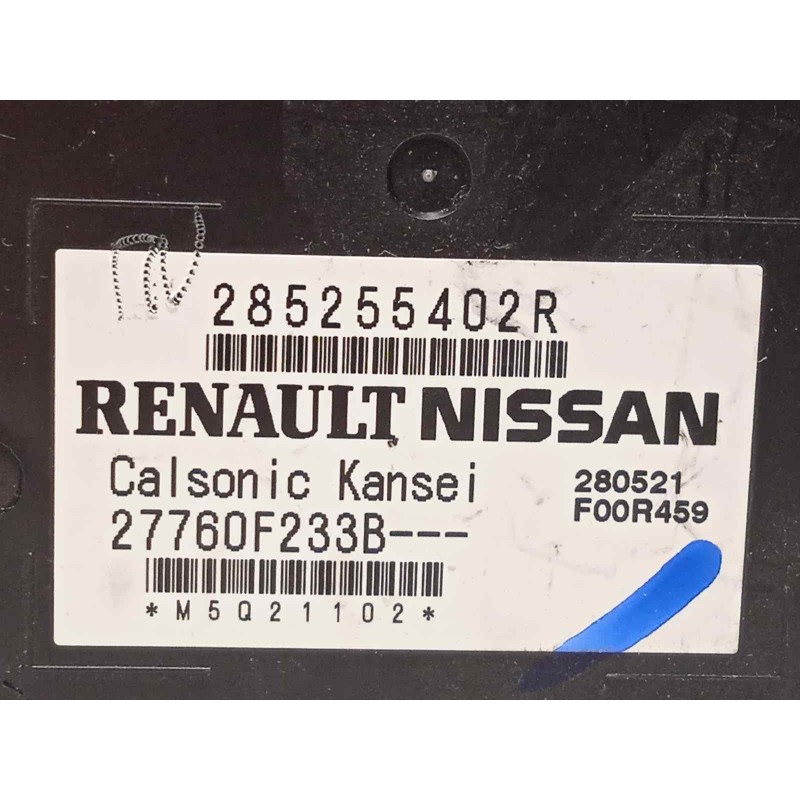 285255402R
RENAULT NISSAN
Calsonic Kansei
280521
27760F233B---
F00R459
*M5Q21102*